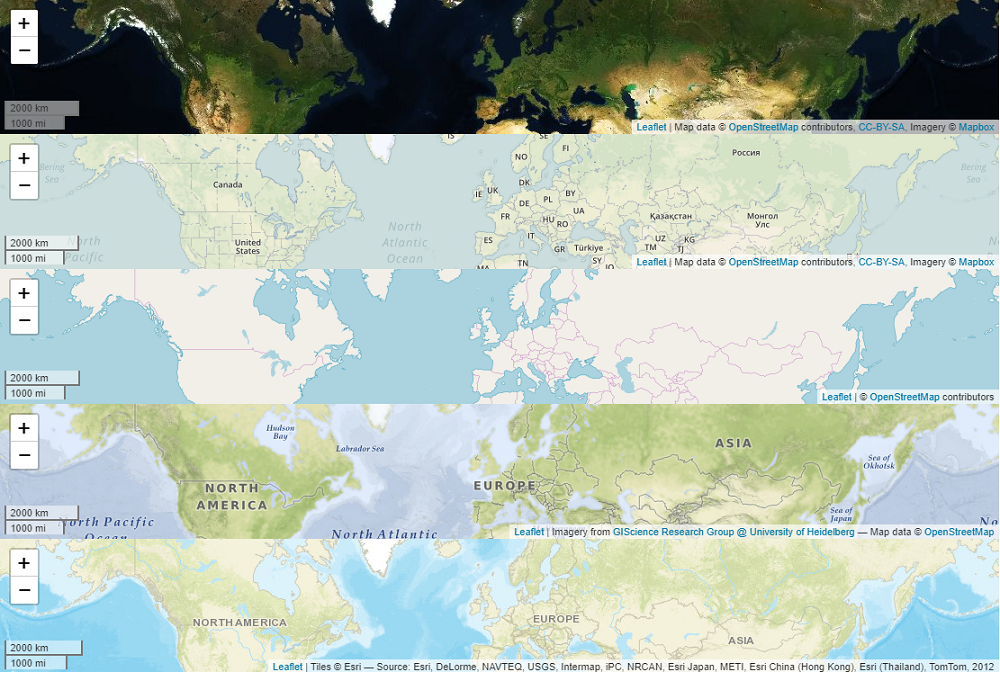 +
−
2000 km
1000 mi
Leaflet | Map data © OpenStreetMap contributors, CC-BY-SA, Imagery © Mapbox
+
−
Bering
Sea
Canada
United
States
North
Pacific
North
Atlantic
Ocean
IS
NO
SE
FI
IE
UK
DK
DE
PL
BY
FR
HU
RO
UA
ES
IT
GR
Türkiye
MA
TN
SY
IQ
Россия
Қазақстан
Монгол
Улс
UZ
TM
KG
TJ
Bering
Sea
N
2000 km
1000 mi
Leaflet | Map data © OpenStreetMap contributors, CC-BY-SA, Imagery © Mapbox
+
−
2000 km
1000 mi
Leaflet | © OpenStreetMap contributors
+
−
Hudson
Bay
Labrador Sea
NORTH
AMERICA
EUROPE
ASIA
Sea of
Okhotsk
Sea of
Japan
North Pacific
Ocean
North Atlantic
No
2000 km
1000 mi
Leaflet | Imagery from GIScience Research Group @ University of Heidelberg — Map data © OpenStreetMap
+
−
NORTH AMERICA
EUROPE
ASIA
2000 km
1000 mi
Leaflet | Tiles © Esri — Source: Esri, DeLorme, NAVTEQ, USGS, Intermap, iPC, NRCAN, Esri Japan, METI, Esri China (Hong Kong), Esri (Thailand), TomTom, 2012